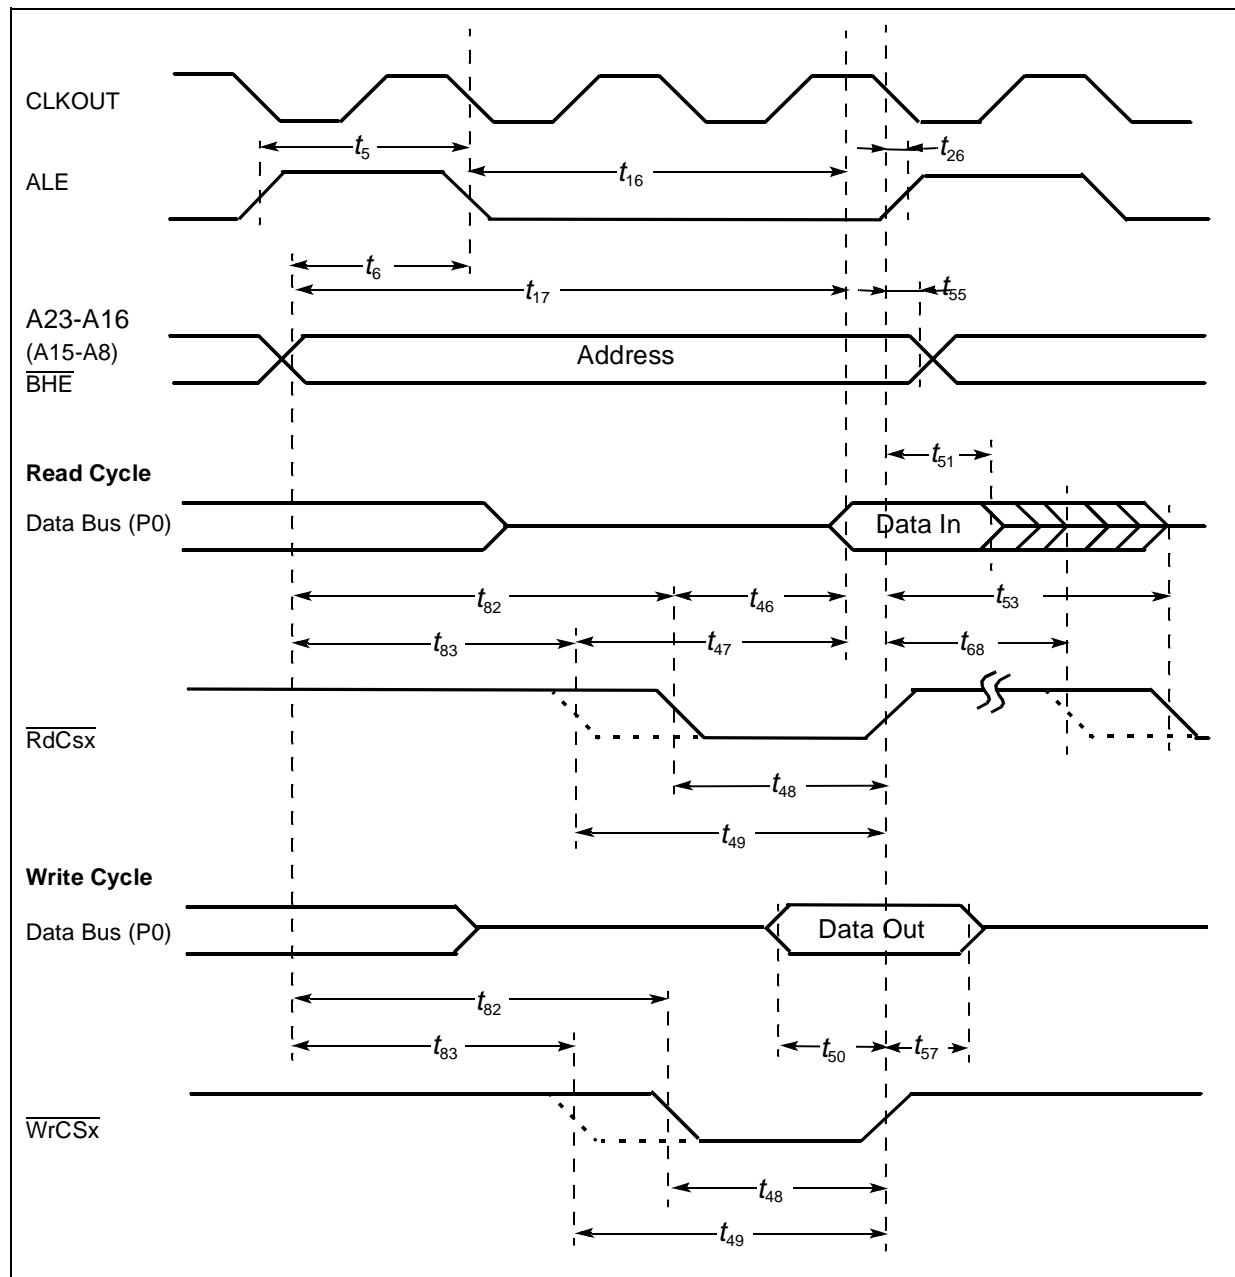 CLKOUT
t5
t26
ALE
t16
t6
t17
t55
A23-A16
(A15-A8)
Address
BHE
t51
Read Cycle
Data Bus (P0)
Data In
t82
t46
t53
t83
t47
t68
RdCsx
t48
t49
Write Cycle
Data Bus (P0)
Data Out
t82
t83
t50
t57
WrCSx
t48
t49